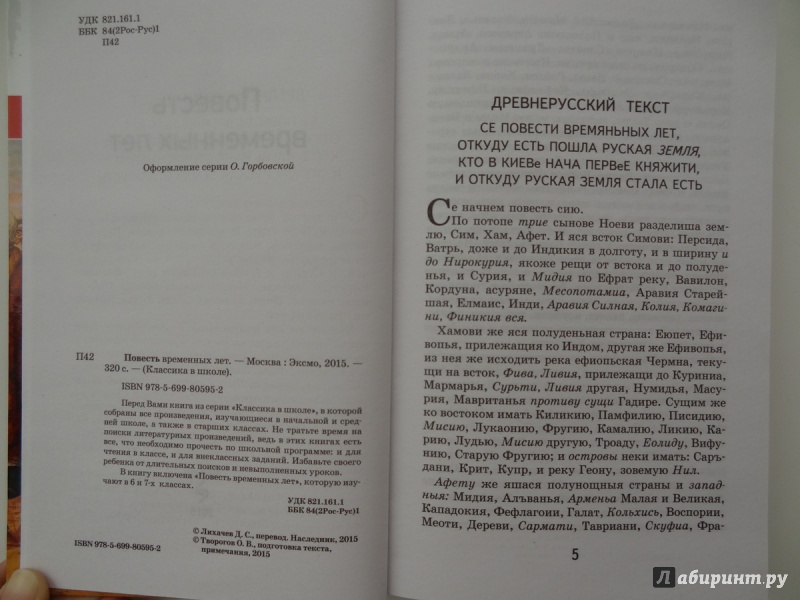 УДК 821.161.1
ББК 84(2Рос-Рус)1
П42
Оформление серии О. Горбовской
П42 Повесть временных лет. — Москва : Эксмо, 2015. —
320 с. — (Классика в школе).
ISBN 978-5-699-80595-2
Перед Вами книга из серии «Классика в школе», в которой
собраны все произведения, изучающиеся в начальной и сред-
ней школе, а также в старших классах. Не тратьте время на
поиски литературных произведений, ведь в этих книгах есть
все, что необходимо прочесть по школьной программе: и для
чтения в классе, и для внеклассных заданий. Избавьте своего
ребенка от длительных поисков и невыполненных уроков.
В книгу включена «Повесть временных лет», которую изу-
чают в 6 и 7-х классах.
УДК 821.161.1
ББК 84(2Рос-Рус)1
© Лихачев Д. С., перевод. Наследник, 2015
© Творогов О. В., подготовка текста,
примечания, 2015
ISBN 978-5-699-80595-2
ДРЕВНЕРУССКИЙ ТЕКСТ
СЕ ПОВЕСТИ ВРЕМЯНЬНЫХ ЛЕТ,
ОТКУДУ ЕСТЬ ПОШЛА РУСКАЯ ЗЕМЛЯ,
КТО В КИЕВе НАЧА ПЕРВеЕ КНЯЖИТИ,
И ОТКУДУ РУСКАЯ ЗЕМЛЯ СТАЛА ЕСТЬ
Се начнем повесть сию.
По потопе трие сынове Ноеви разделиша зем-
лю, Сим, Хам, Афет. И яся всток Симови: Персида,
Ватрь, доже и до Индикия в долготу, и в ширину и
до Нирокурия, якоже рещи от встока и до полуде-
нья, и Сурия, и Мидия по Ефрат реку, Вавилон,
Кордуна, асуряне, Месопотамиа, Аравия Старей-
шая, Елмаис, Инди, Аравия Силная, Колия, Комаги-
ни, Финикия вся.
Хамови же яся полуденьная страна: Еюпет, Ефи-
вопья, прилежащи ко Индом, другая же Ефивопья,
из нея же исходить река ефиопьская Чермна, теку-
щи на всток, Фива, Ливия, прилежащи до Куриниа,
Мармарья, Сурьти, Ливия другая, Нумидья, Масу-
рия, Мавританья противу сущи Гадире. Сущим же
ко востоком имать Киликию, Памфилию, Писидию,
Мисию, Лукаонию, Фругию, Камалию, Ликию, Ка-
рию, Лудью, Мисию другую, Троаду, Еолиду, Вифу-
нию, Старую Фругию; и островы неки имать: Саръ-
дани, Крит, Купр, и реку Геону, зовемую Нил.
Афету же яшася полунощныя страны и запад-
ныя: Мидия, Алъванья, Арменьа Малая и Великая,
Кападокия, Фефлагони, Галат, Колъхись, Воспории,
Меоти, Дереви, Сармати, Тавриани, Скуфиа, Фра-
5
Лабиринт.ру